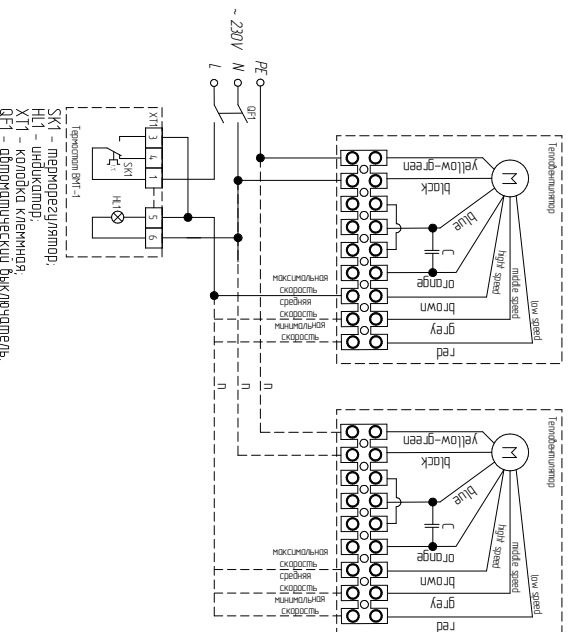 Тепловентилятор
M
yellow-green
black
blue
C
orange
hight speed
middle speed
low speed
brown
grey
red
максимальная
скорость
средняя
скорость
минимальная
скорость
~ 230V
PE
N
L
QF1
n
n
n
XT1
3
4
1
5
6
SK1
HL1
Термостат ВМТ-1
Тепловентилятор
M
yellow-green
black
blue
C
orange
hight speed
middle speed
low speed
brown
grey
red
максимальная
скорость
средняя
скорость
минимальная
скорость
SK1 - терморегулятор;
HL1 - индикатор;
XT1 - колодка клеммная;
QF1 - автоматический выключатель.